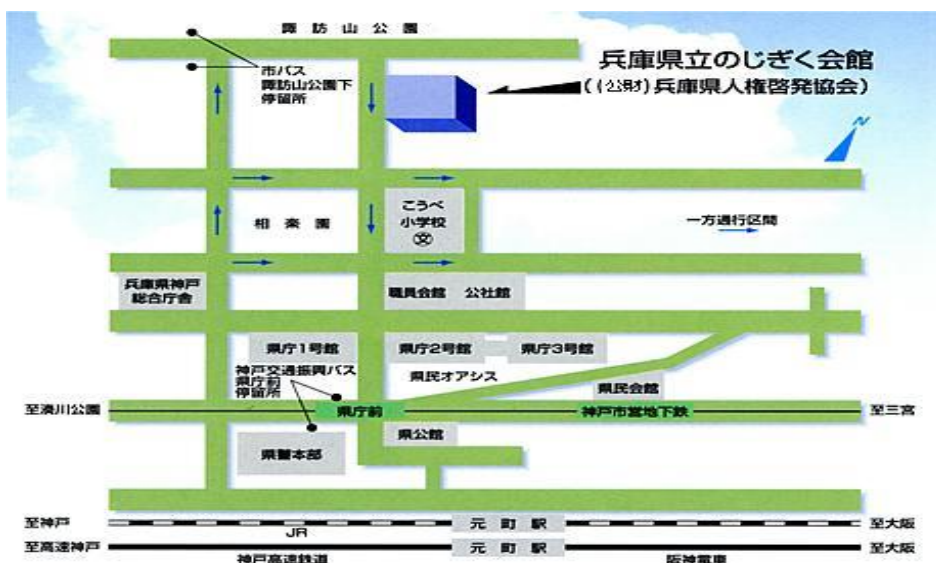 諏訪山公園
市バス
諏訪山公園下
停留所
兵庫県立のじぎく会館
((公財)兵庫県人権啓発協会)
N
こうべ
小学校
文
相楽園
一方通行区間
兵庫県神戸
総合庁舎
職員会館 公社館
県庁1号館
県庁2号館
県庁3号館
神戸交通振興バス
県庁前
停留所
県民オアシス
県民会館
至湊川公園
県庁前
神戸市営地下鉄
至三宮
県公館
県警本部
至神戸
JR
元町駅
至大阪
至高速神戸
神戸高速鉄道
元町駅
阪神電車
至大阪